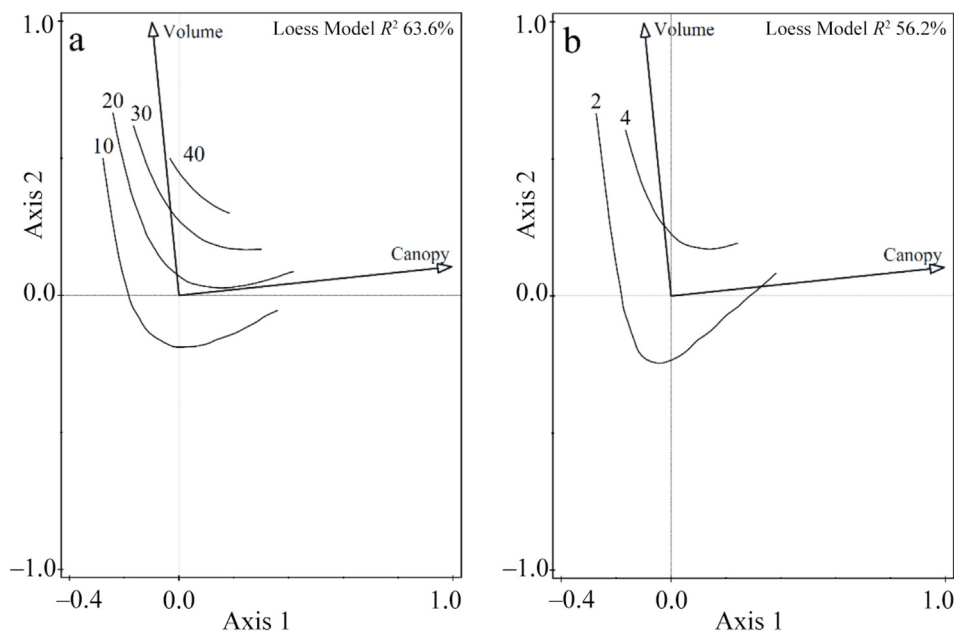 a
Loess Model R² 63.6%
1.0
Volume
20
30
10
40
Axis 2
Canopy
0.0
–1.0
–0.4
0.0
1.0
Axis 1
b
Loess Model R² 56.2%
1.0
Volume
2
4
Axis 2
Canopy
0.0
–1.0
–0.4
0.0
1.0
Axis 1